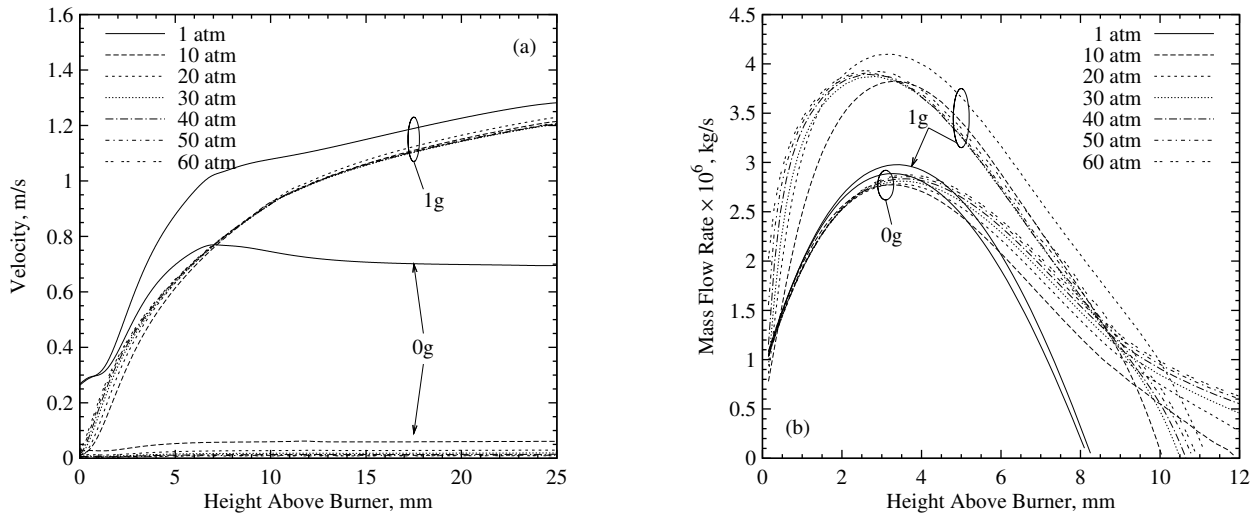 (a)
1.6
1.4
1.2
1
0.8
0.6
0.4
0.2
0
Velocity, m/s
1 atm
10 atm
20 atm
30 atm
40 atm
50 atm
60 atm
1g
0g
0 5 10 15 20 25
Height Above Burner, mm
4.5
4
3.5
3
2.5
2
1.5
1
0.5
0
Mass Flow Rate × 10⁶, kg/s
1 atm
10 atm
20 atm
30 atm
40 atm
50 atm
60 atm
1g
0g
(b)
0 2 4 6 8 10 12
Height Above Burner, mm